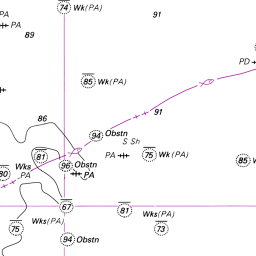 74 Wk (PA)
PA
91
PA
89
PD
85 Wk (PA)
91
86
94 Obstn
S Sh
81
PA
75 Wk (PA)
85
Wks
PA
80
96 Obstn
PA
67
81
Wks (PA)
Wks (PA)
75
73
94 Obstn